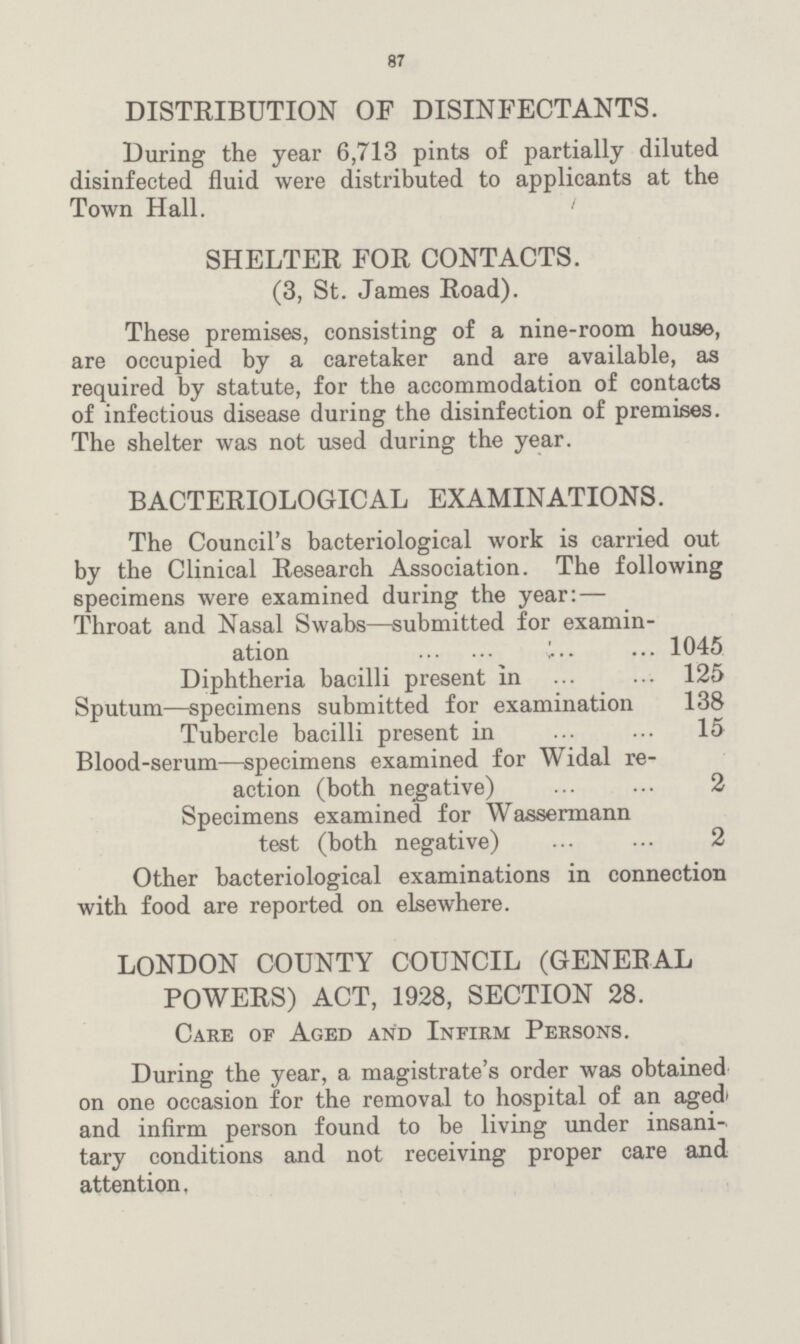 87
DISTRIBUTION OF DISINFECTANTS.
During the year 6,713 pints of partially diluted
disinfected fluid were distributed to applicants at the
Town Hall.
SHELTER FOR CONTACTS.
(3, St. James Road).
These premises, consisting of a nine-room house,
are occupied by a caretaker and are available, as
required by statute, for the accommodation of contacts
of infectious disease during the disinfection of premises.
The shelter was not used during the year.
BACTERIOLOGICAL EXAMINATIONS.
The Council's bacteriological work is carried out
by the Clinical Research Association. The following
specimens were examined during the year:—
Throat and Nasal Swabs—submitted for examin-
ation ... ... ... ... 1045
Diphtheria bacilli present in ... ... 125
Sputum—specimens submitted for examination 138
Tubercle bacilli present in ... ... 15
Blood-serum—specimens examined for Widal re-
action (both negative) ... ... 2
Specimens examined for Wassermann
test (both negative) ... ... 2
Other bacteriological examinations in connection
with food are reported on elsewhere.
LONDON COUNTY COUNCIL (GENERAL
POWERS) ACT, 1928, SECTION 28.
Care of Aged and Infirm Persons.
During the year, a magistrate's order was obtained
on one occasion for the removal to hospital of an aged
and infirm person found to be living under insani-
tary conditions and not receiving proper care and
attention.